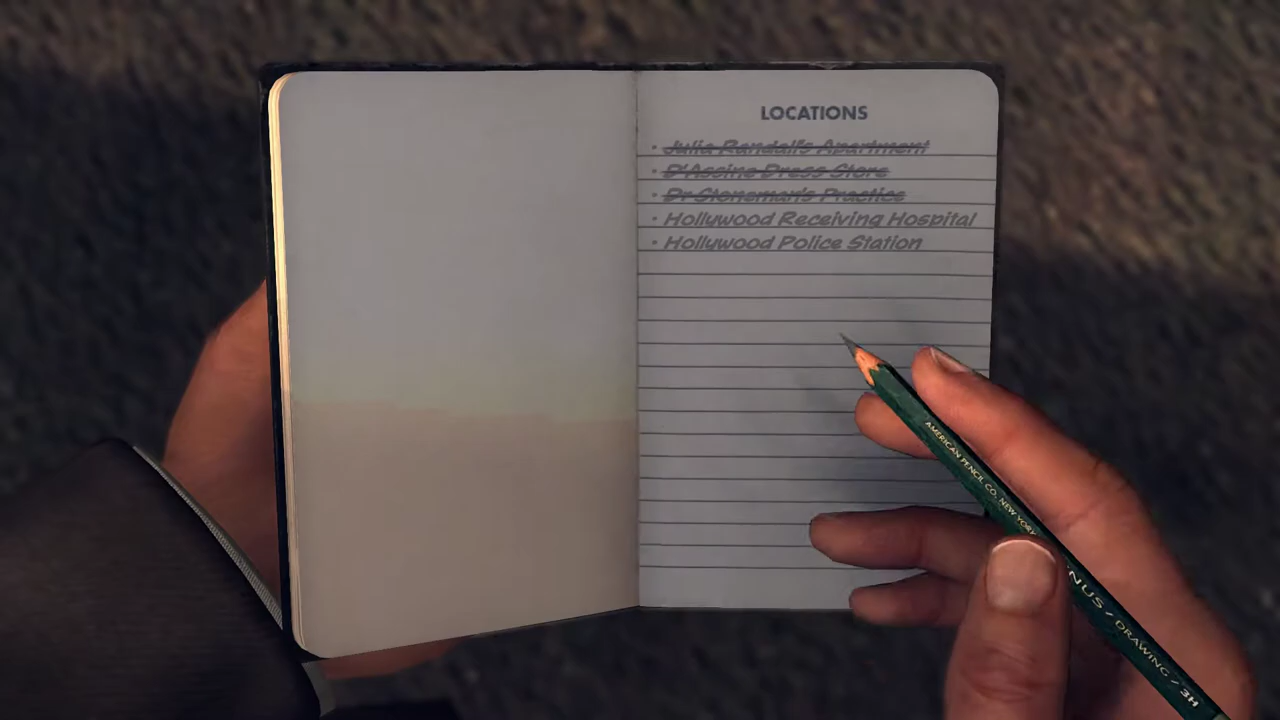 LOCATIONS
• Julia Randall's Apartment
• D'Assine Dress Store
• Dr Stoneman's Practice
• Hollywood Receiving Hospital
• Hollywood Police Station
AMERICAN PENCIL CO. NEW YORK
NUS / DRAWING / 3H